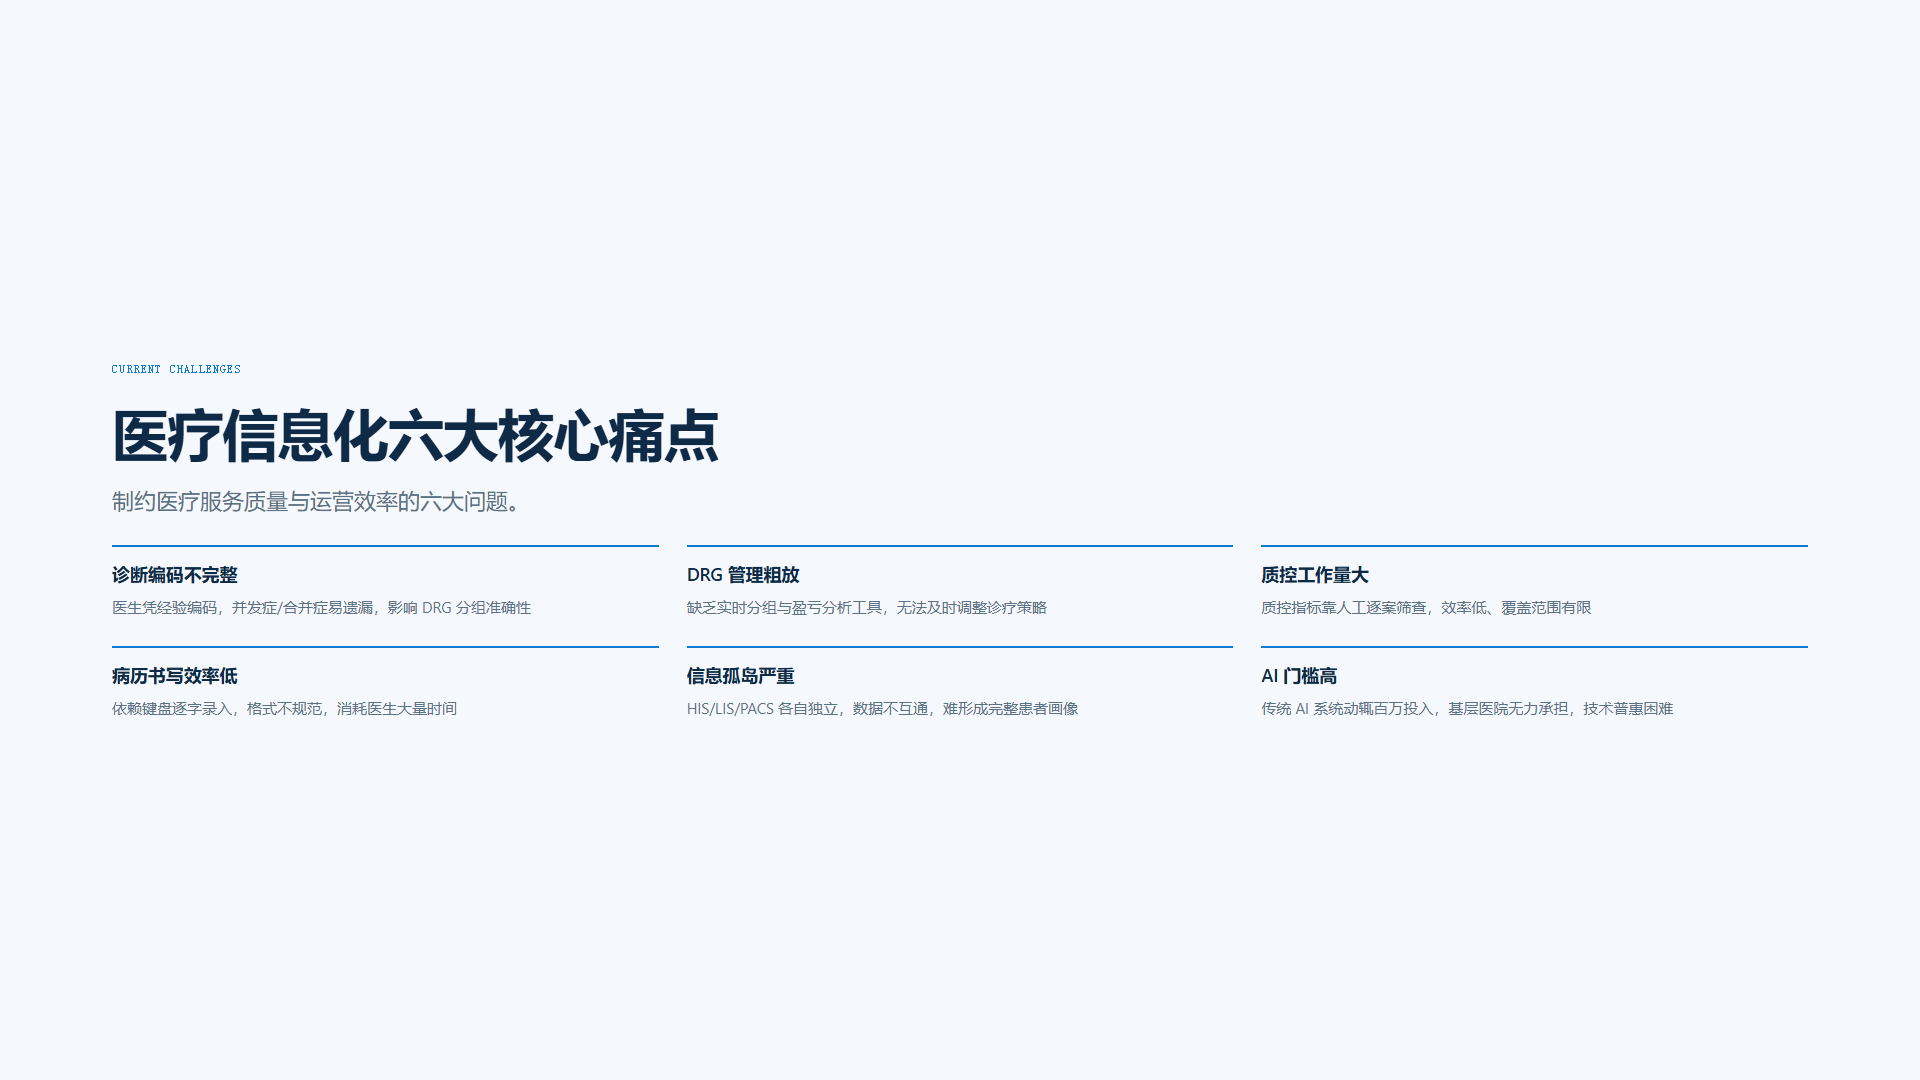 CURRENT CHALLENGES
医疗信息化六大核心痛点
制约医疗服务质量与运营效率的六大问题。
诊断编码不完整
医生凭经验编码，并发症/合并症易遗漏，影响 DRG 分组准确性
DRG 管理粗放
缺乏实时分组与盈亏分析工具，无法及时调整诊疗策略
质控工作量大
质控指标靠人工逐案筛查，效率低、覆盖范围有限
病历书写效率低
依赖键盘逐字录入，格式不规范，消耗医生大量时间
信息孤岛严重
HIS/LIS/PACS 各自独立，数据不互通，难形成完整患者画像
AI 门槛高
传统 AI 系统动辄百万投入，基层医院无力承担，技术普惠困难